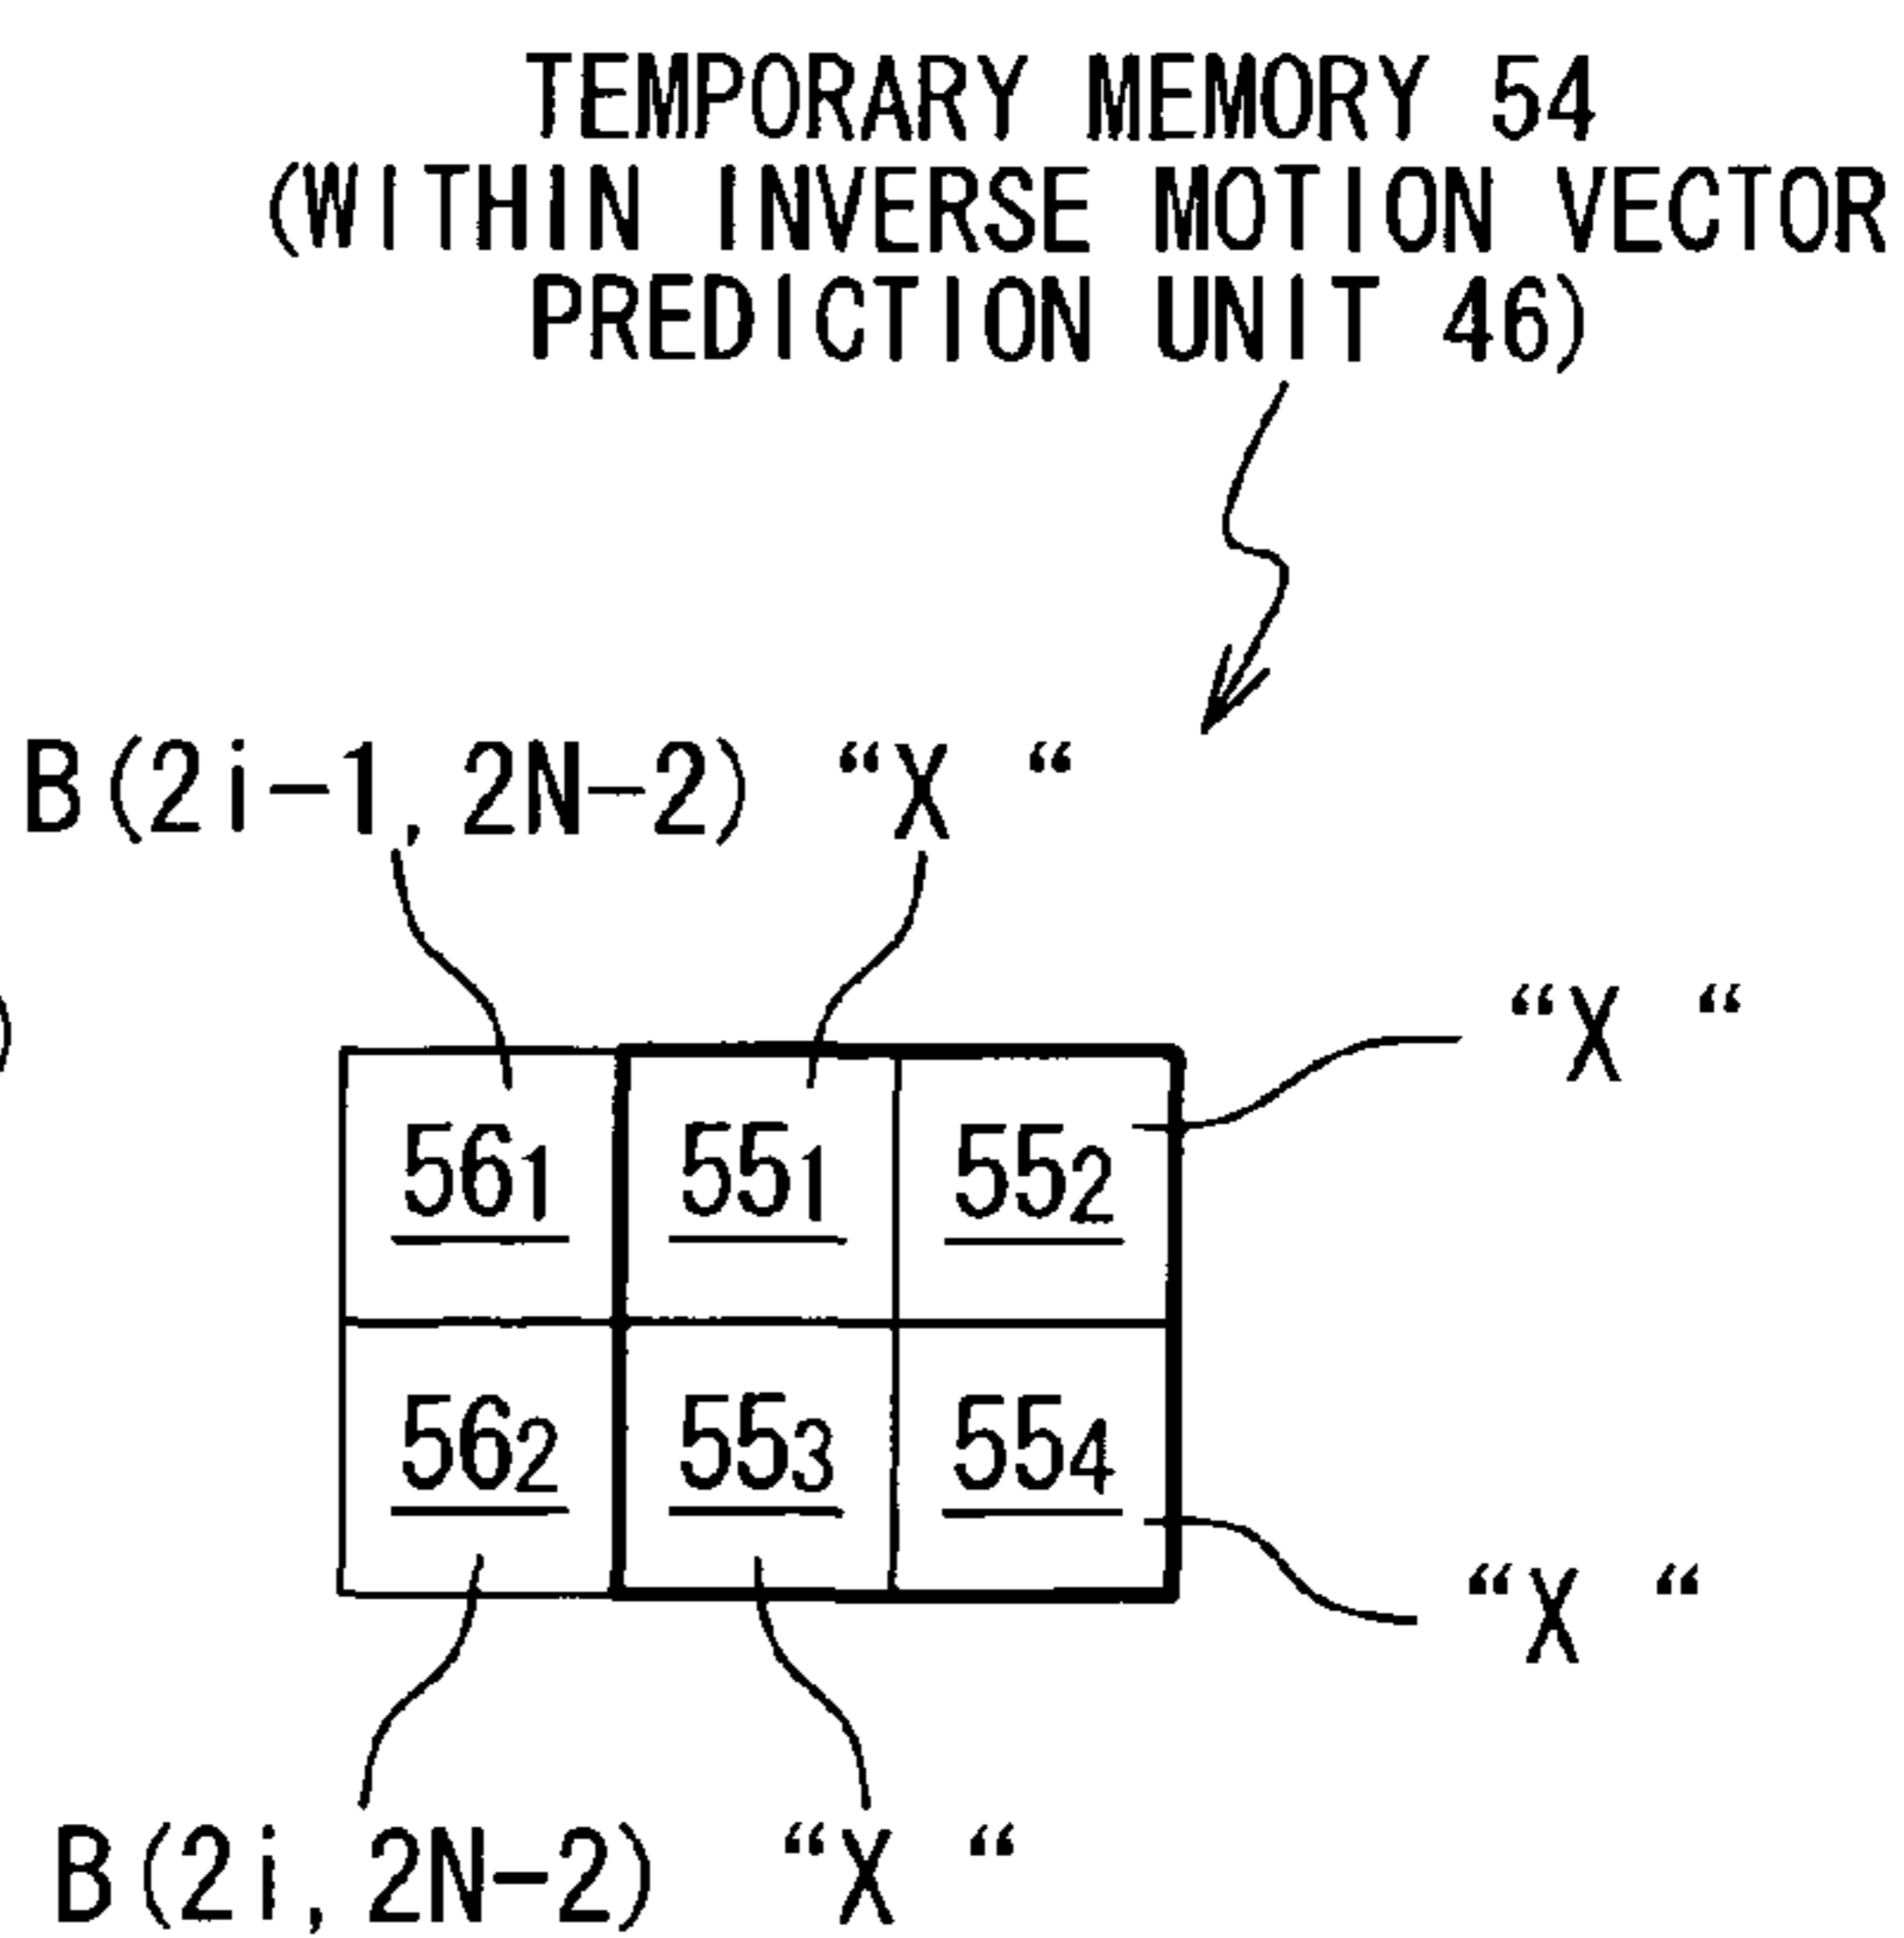 TEMPORARY MEMORY 54
(WITHIN INVERSE MOTION VECTOR
PREDICTION UNIT 46)
B(2i-1, 2N-2) “X “
) “X “
56₁ 55₁ 55₂
56₂ 55₃ 55₄
“X “
B(2i, 2N-2) “X “